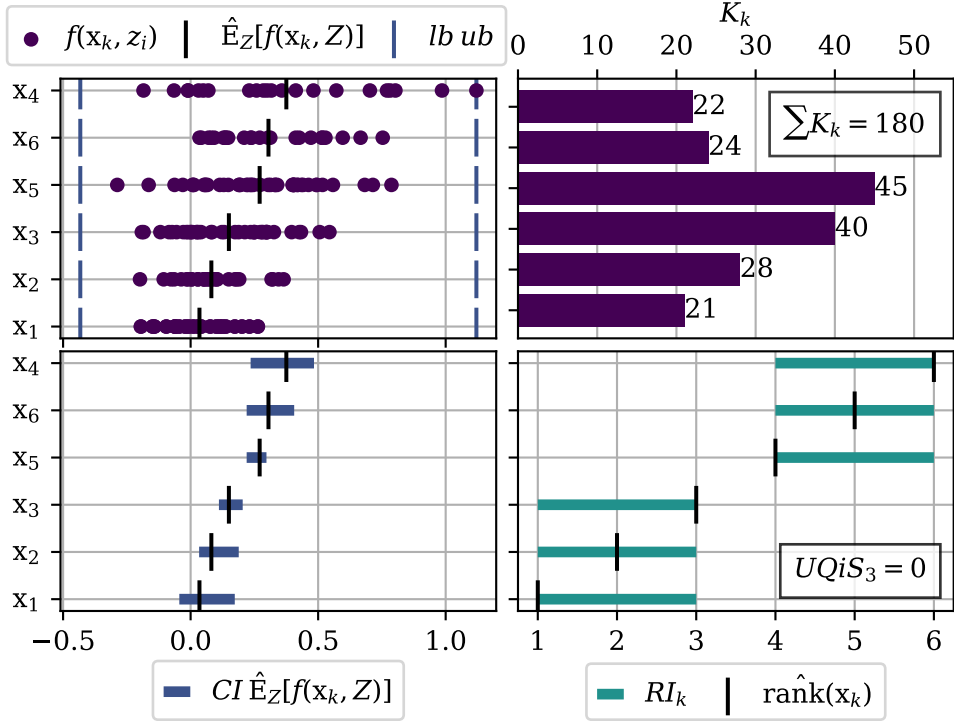 f(x_k, z_i) Ê_Z[f(x_k, Z)] lb ub
K_k
0 10 20 30 40 50
x_4
x_6
x_5
x_3
x_2
x_1
22
24
45
40
28
21
∑K_k = 180
x_4
x_6
x_5
x_3
x_2
x_1
−0.5 0.0 0.5 1.0
UQiS_3 = 0
1 2 3 4 5 6
CI Ê_Z[f(x_k, Z)]
RI_k ran̂k(x_k)